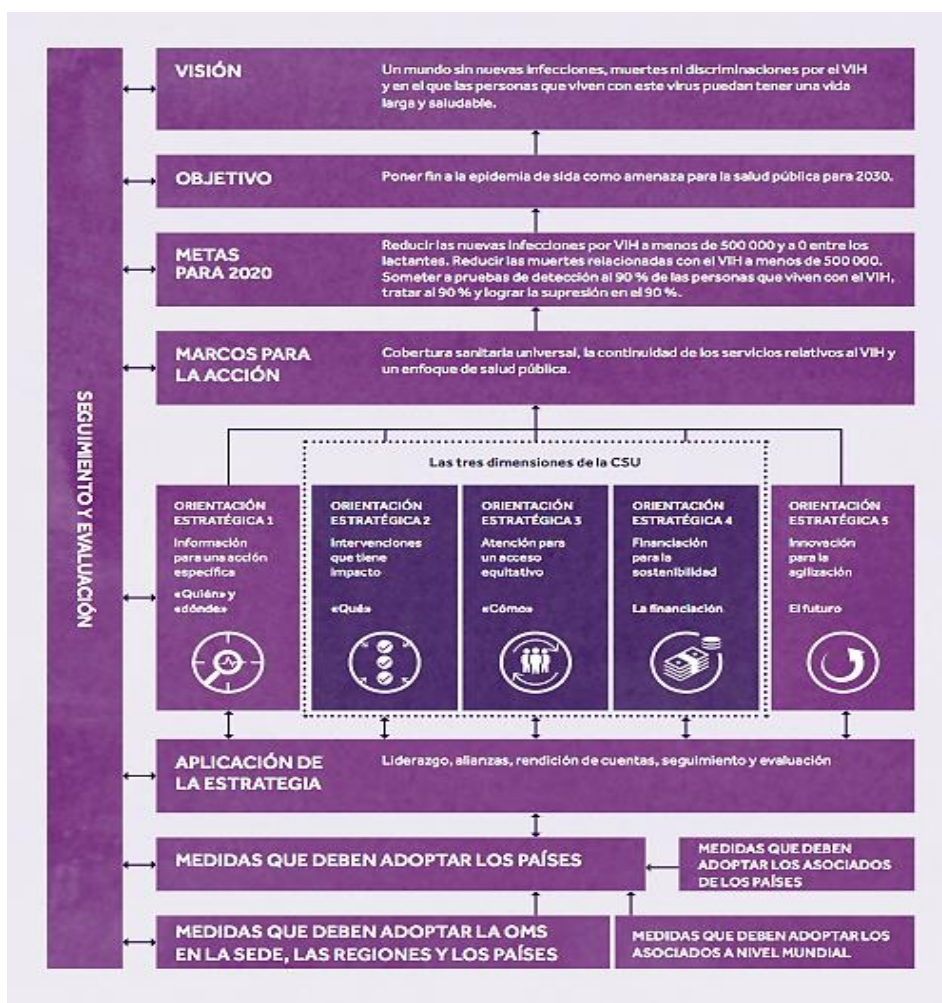 VISIÓN
Un mundo sin nuevas infecciones, muertes ni discriminaciones por el VIH
y en el que las personas que viven con este virus puedan tener una vida
larga y saludable.
OBJETIVO
Poner fin a la epidemia de sida como amenaza para la salud pública para 2030.
METAS
PARA 2020
Reducir las nuevas infecciones por VIH a menos de 500 000 y a 0 entre los
lactantes. Reducir las muertes relacionadas con el VIH a menos de 500 000.
Someter a pruebas de detección al 90 % de las personas que viven con el VIH,
tratar al 90 % y lograr la supresión en el 90 %.
MARCOS PARA
LA ACCIÓN
Cobertura sanitaria universal, la continuidad de los servicios relativos al VIH y
un enfoque de salud pública.
SEGUIMIENTO Y EVALUACIÓN
Las tres dimensiones de la CSU
ORIENTACIÓN
ESTRATÉGICA 1
Información
para una acción
específica
«Quién» y
«dónde»
ORIENTACIÓN
ESTRATÉGICA 2
Intervenciones
que tiene
impacto
«Qué»
ORIENTACIÓN
ESTRATÉGICA 3
Atención para
un acceso
equitativo
«Cómo»
ORIENTACIÓN
ESTRATÉGICA 4
Financiación
para la
sostenibilidad
La financiación
ORIENTACIÓN
ESTRATÉGICA 5
Innovación
para la
agilización
El futuro
APLICACIÓN DE
LA ESTRATEGIA
Liderazgo, alianzas, rendición de cuentas, seguimiento y evaluación
MEDIDAS QUE DEBEN ADOPTAR LOS PAÍSES
MEDIDAS QUE DEBEN
ADOPTAR LOS ASOCIADOS
DE LOS PAÍSES
MEDIDAS QUE DEBEN ADOPTAR LA OMS
EN LA SEDE, LAS REGIONES Y LOS PAÍSES
MEDIDAS QUE DEBEN ADOPTAR LOS
ASOCIADOS A NIVEL MUNDIAL